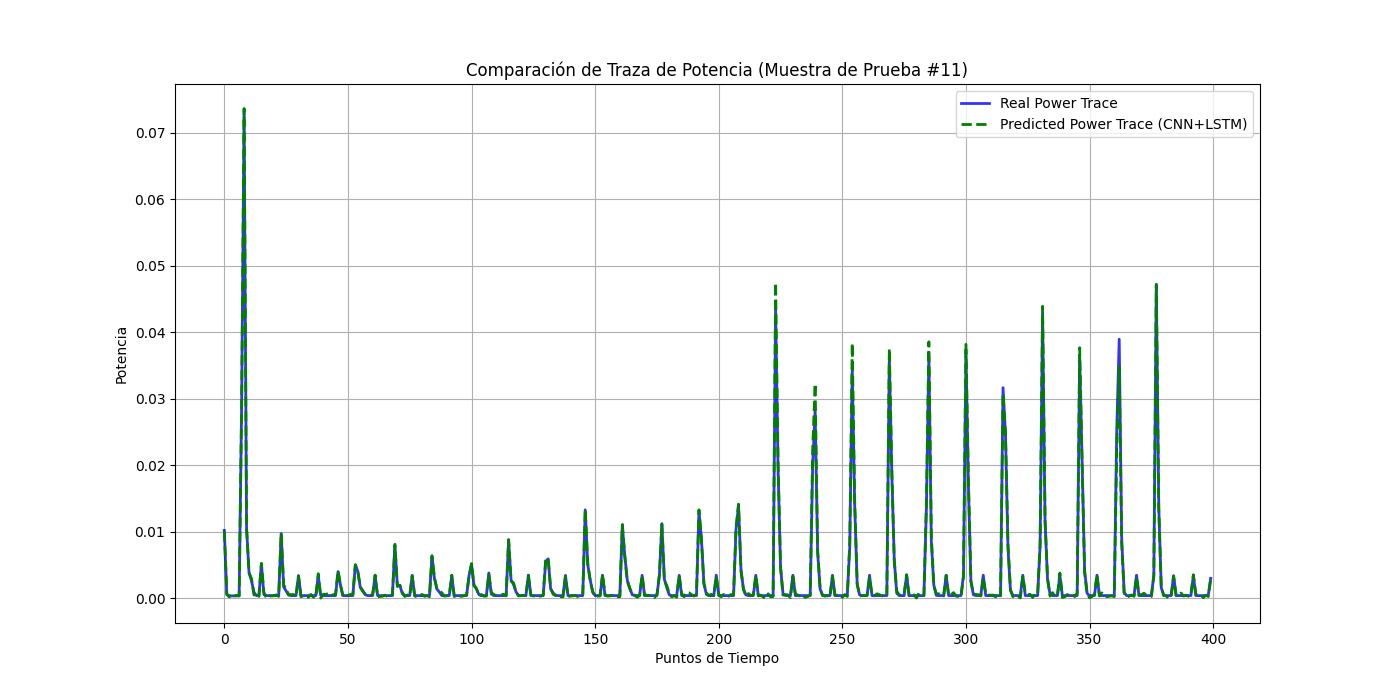 Comparación de Traza de Potencia (Muestra de Prueba #11)
Real Power Trace
Predicted Power Trace (CNN+LSTM)
Potencia
0.07
0.06
0.05
0.04
0.03
0.02
0.01
0.00
0 50 100 150 200 250 300 350 400
Puntos de Tiempo